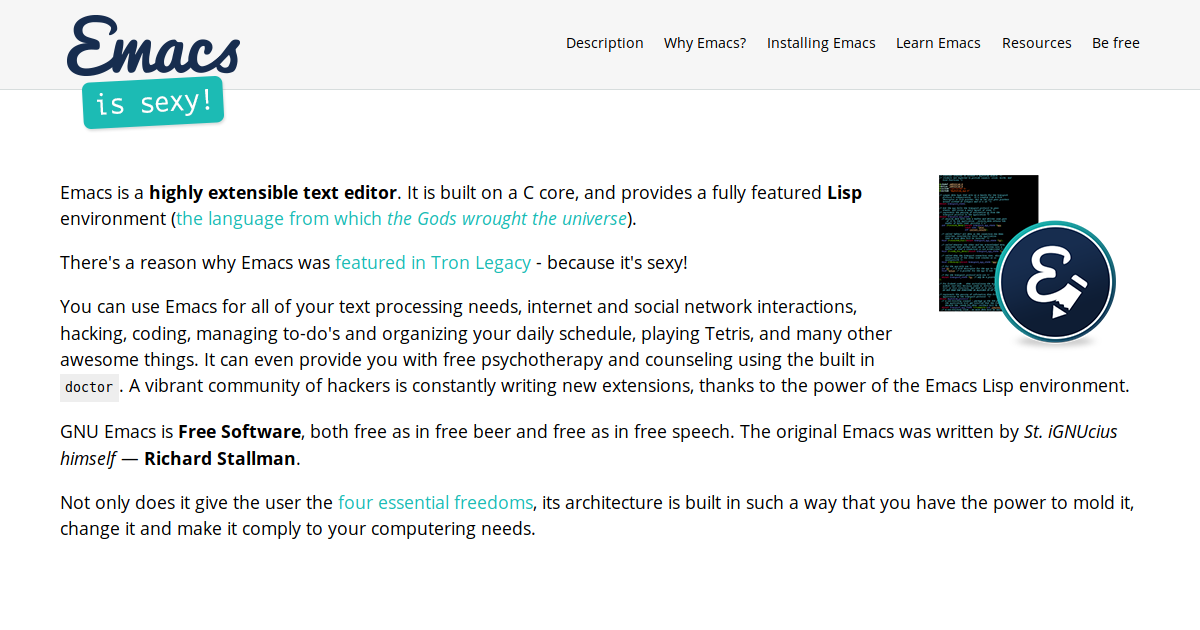 Emacs
is sexy!
Description Why Emacs? Installing Emacs Learn Emacs Resources Be free
Emacs is a highly extensible text editor. It is built on a C core, and provides a fully featured Lisp
environment (the language from which the Gods wrought the universe).
There's a reason why Emacs was featured in Tron Legacy - because it's sexy!
You can use Emacs for all of your text processing needs, internet and social network interactions,
hacking, coding, managing to-do's and organizing your daily schedule, playing Tetris, and many other
awesome things. It can even provide you with free psychotherapy and counseling using the built in
doctor. A vibrant community of hackers is constantly writing new extensions, thanks to the power of the Emacs Lisp environment.
GNU Emacs is Free Software, both free as in free beer and free as in free speech. The original Emacs was written by St. iGNUcius
himself — Richard Stallman.
Not only does it give the user the four essential freedoms, its architecture is built in such a way that you have the power to mold it,
change it and make it comply to your computering needs.